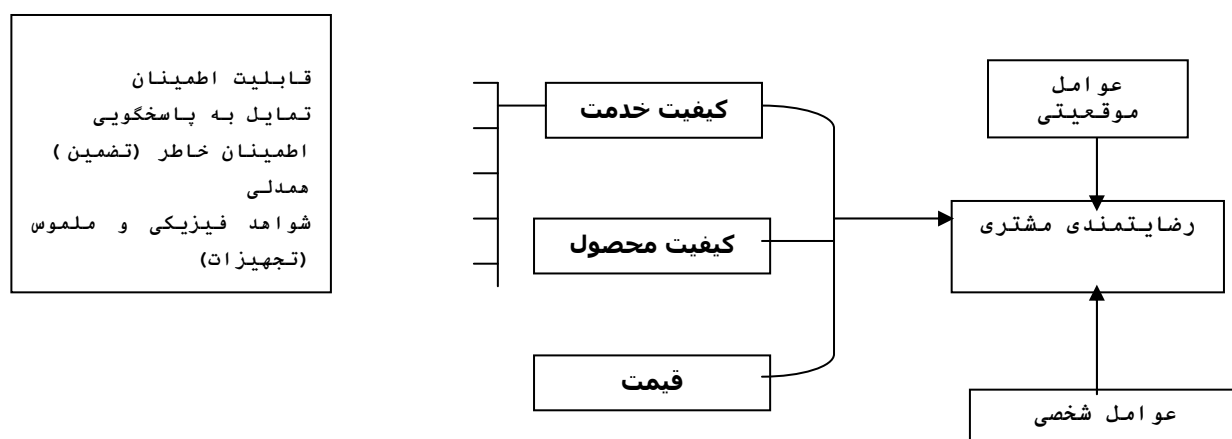 قابلیت اطمینان
تمایل به پاسخگویی
اطمینان خاطر (تضمین)
همدلی
شواهد فیزیکی و ملموس
(تجهیزات)
کیفیت خدمت
کیفیت محصول
قیمت
عوامل
موقعیتی
رضایتمندی مشتری
عوامل شخصی